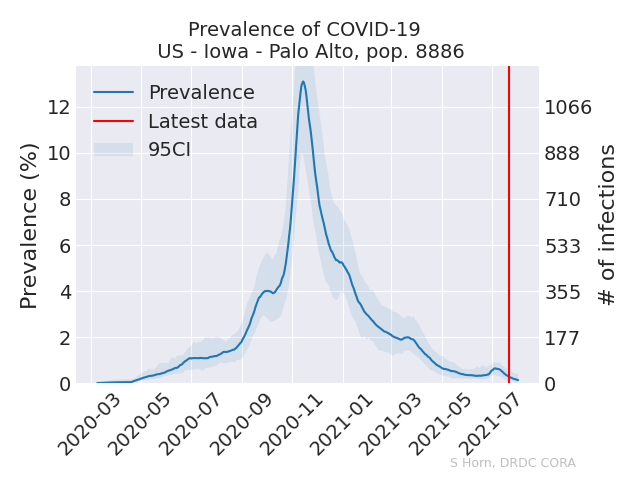 Prevalence of COVID-19
US - Iowa - Palo Alto, pop. 8886
Prevalence
Latest data
95CI
Prevalence (%)
12
10
8
6
4
2
0
1066
888
710
533
355
177
0
# of infections
2020-03
2020-05
2020-07
2020-09
2020-11
2021-01
2021-03
2021-05
2021-07
S Horn, DRDC CORA